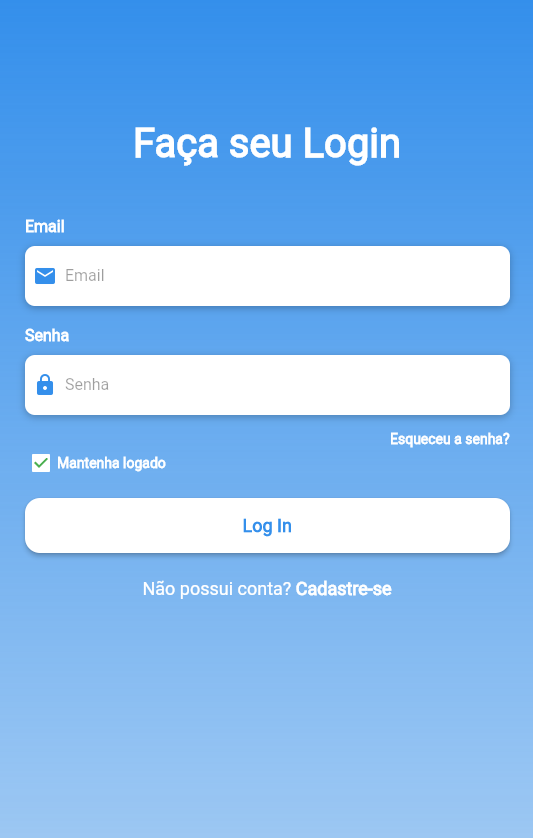 Faça seu Login
Email
Email
Senha
Senha
Esqueceu a senha?
Mantenha logado
Log In
Não possui conta? Cadastre-se